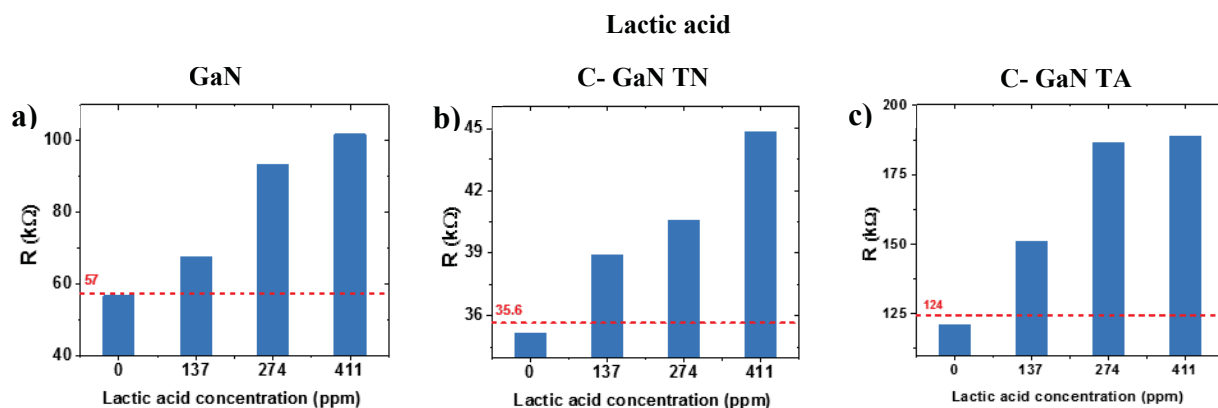 Lactic acid
GaN
C- GaN TN
C- GaN TA
a)
R (kΩ)
100
80
60
40
57
0 137 274 411
Lactic acid concentration (ppm)
b)
R (kΩ)
45
42
39
36
35.6
0 137 274 411
Lactic acid concentration (ppm)
c)
R (kΩ)
200
175
150
125
124
0 137 274 411
Lactic acid concentration (ppm)